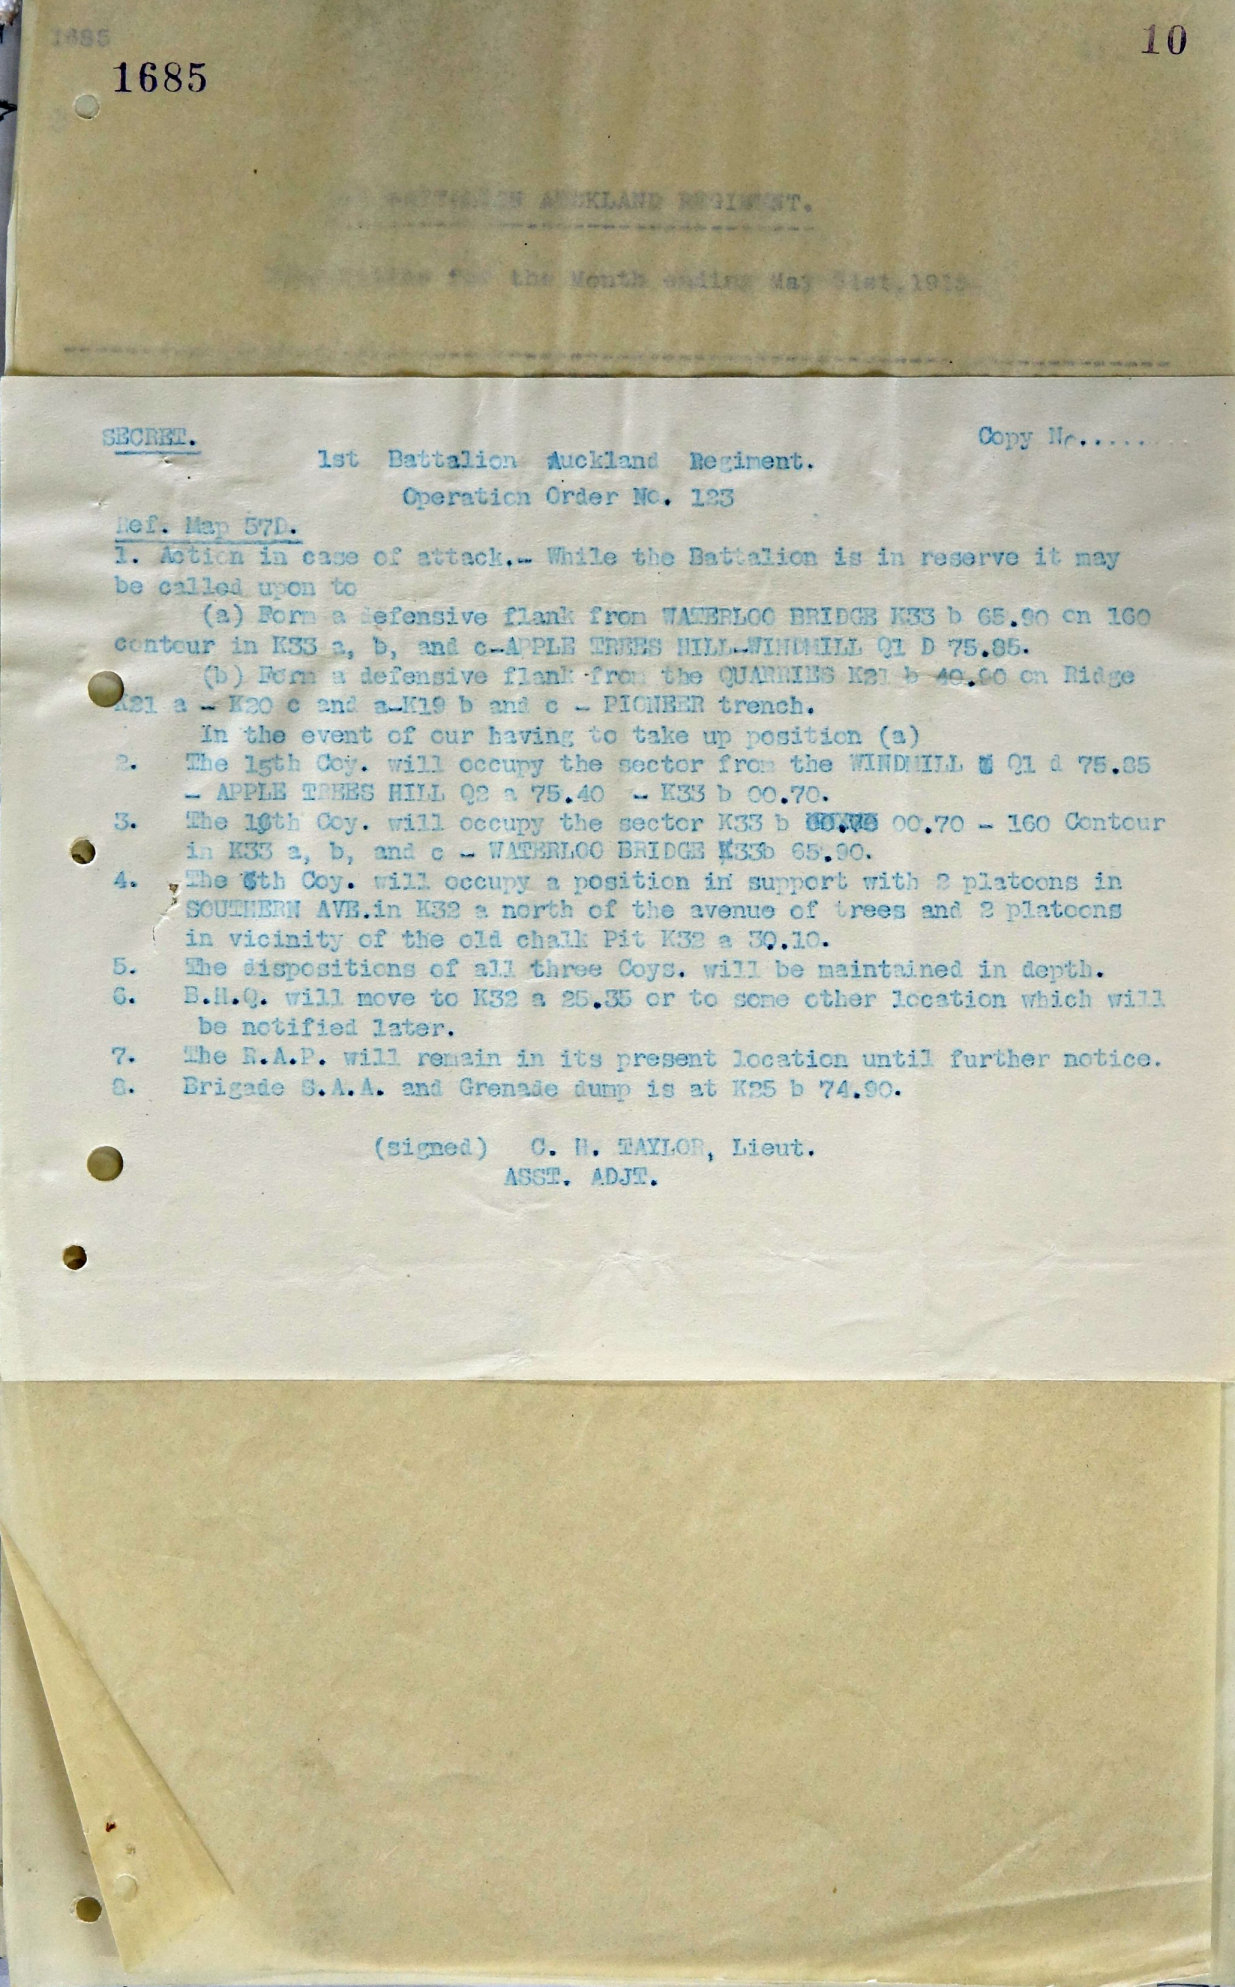 1685
10
1685
AUCKLAND REGIMENT.
for the Month ending May 31st, 191
SECRET.
Copy No.....
1st Battalion Auckland Regiment.
Operation Order No. 123
Ref. Map 57D.
1. Action in case of attack.- While the Battalion is in reserve it may
be called upon to
(a) Form a defensive flank from WATERLOO BRIDGE K33 b 65.90 on 160
contour in K33 a, b, and c-APPLE TREES HILL-WINDMILL Q1 D 75.85.
(b) Form a defensive flank from the QUARRIES K21 b 40.90 on Ridge
K21 a - K20 c and a-K19 b and c - PIONEER trench.
In the event of our having to take up position (a)
2. The 15th Coy. will occupy the sector from the WINDMILL Q1 d 75.85
- APPLE TREES HILL Q2 a 75.40 - K33 b 00.70.
3. The 16th Coy. will occupy the sector K33 b 00.70 - 160 Contour
in K33 a, b, and c - WATERLOO BRIDGE K33b 65.90.
4. The 6th Coy. will occupy a position in support with 2 platoons in
SOUTHERN AVE.in K32 a north of the avenue of trees and 2 platoons
in vicinity of the old chalk Pit K32 a 30.10.
5. The dispositions of all three Coys. will be maintained in depth.
6. B.H.Q. will move to K32 a 25.35 or to some other location which will
be notified later.
7. The R.A.P. will remain in its present location until further notice.
8. Brigade S.A.A. and Grenade dump is at K25 b 74.90.
(signed) C. H. TAYLOR, Lieut.
ASST. ADJT.